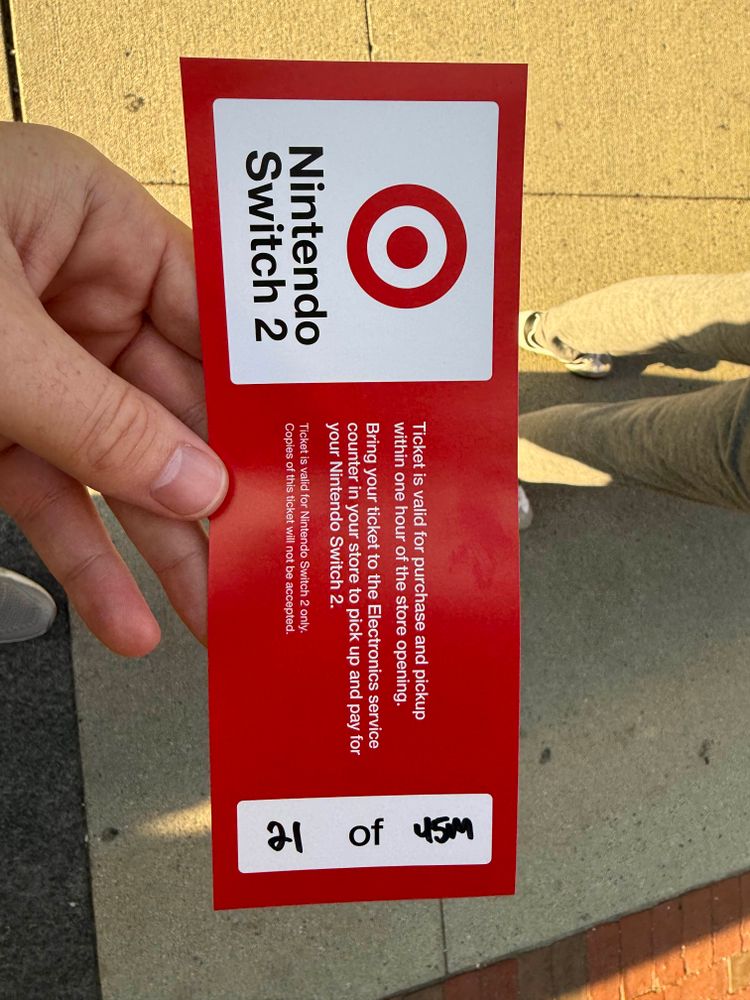 Nintendo
Switch 2
Ticket is valid for purchase and pickup
within one hour of the store opening.
Bring your ticket to the Electronics service
counter in your store to pick up and pay for
your Nintendo Switch 2.
Ticket is valid for Nintendo Switch 2 only.
Copies of this ticket will not be accepted.
21 of 45M